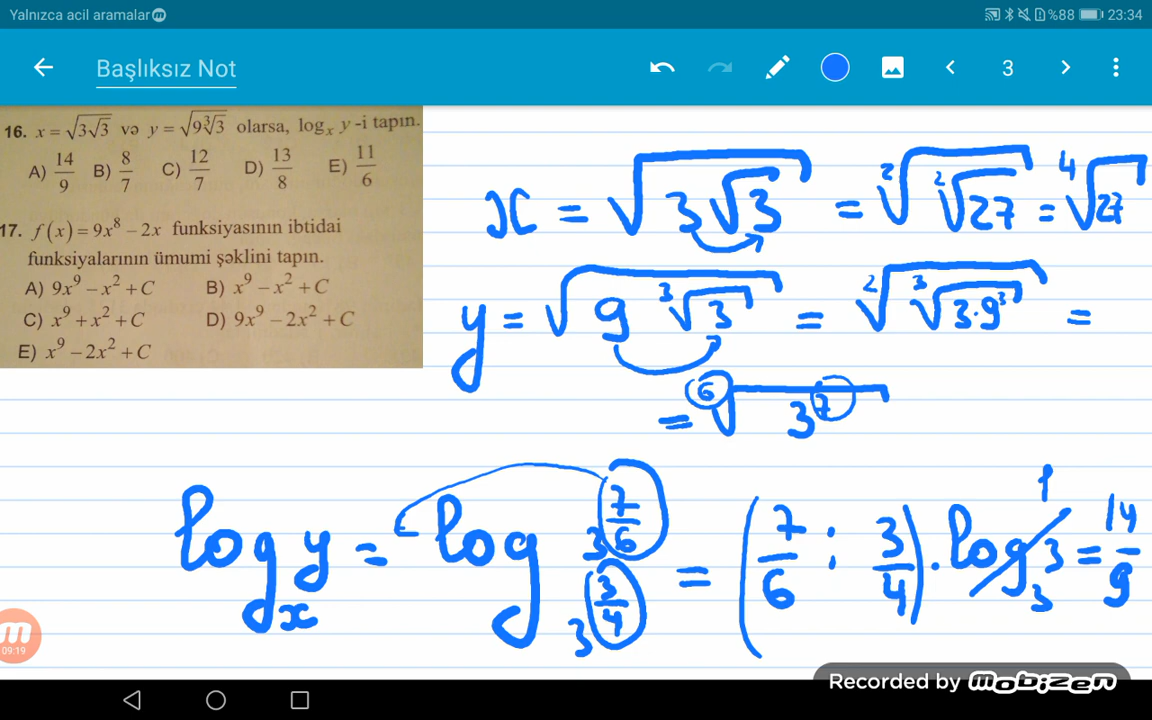 Yalnızca acil aramalar
%88 23:34
Başlıksız Not
3
16. x = √(3√3) və y = √(9∛3) olarsa, logₓ y -i tapın.
A) 14/9 B) 8/7 C) 12/7 D) 13/8 E) 11/6
17. f(x) = 9x⁸ – 2x funksiyasının ibtidai
funksiyalarının ümumi şəklini tapın.
A) 9x⁹ – x² + C B) x⁹ – x² + C
C) x⁹ + x² + C D) 9x⁹ – 2x² + C
E) x⁹ – 2x² + C
x = √(3√3) = ²√(²√27) = ⁴√27
y = √(9 ³√3) = ²√(³√(3·9³)) =
= ⁶√(3⁷)
logₓ y = log_{3^{3/4}} 3^{7/6} = (7/6 : 3/4) · log₃ 3 = 14/9
1
09:19
Recorded by mobizen